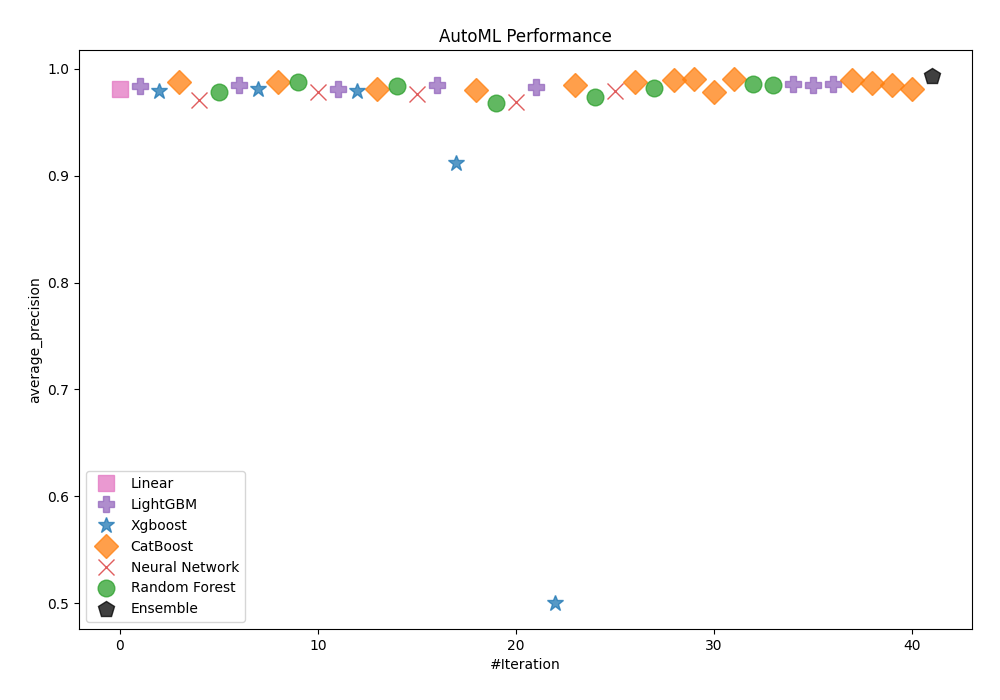 AutoML Performance
1.0
0.9
0.8
0.7
0.6
0.5
average_precision
Linear
LightGBM
Xgboost
CatBoost
Neural Network
Random Forest
Ensemble
0 10 20 30 40
#Iteration